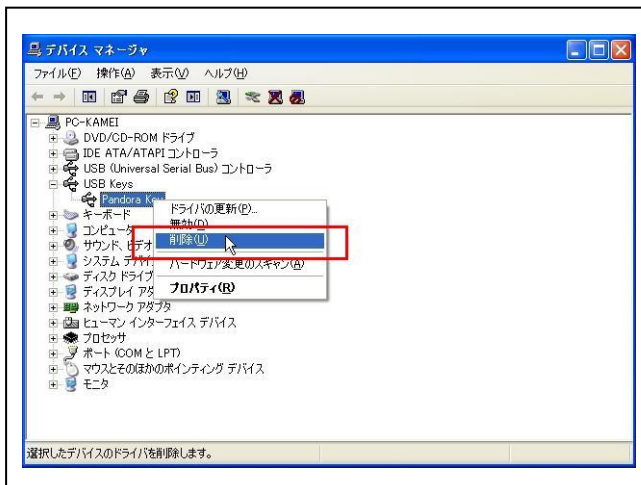 デバイス マネージャ
ファイル(F) 操作(A) 表示(V) ヘルプ(H)
PC-KAMEI
DVD/CD-ROM ドライブ
IDE ATA/ATAPI コントローラ
USB (Universal Serial Bus) コントローラ
USB Keys
Pandora Key
ドライバの更新(P)...
キーボード
無効(D)
コンピュータ
削除(U)
サウンド、ビデオ
システム デバイ
ハードウェア変更のスキャン(A)
ディスク ドライブ
プロパティ(R)
ディスプレイ アダ
ネットワーク アダプタ
ヒューマン インターフェイス デバイス
プロセッサ
ポート (COM と LPT)
マウスとそのほかのポインティング デバイス
モニタ
選択したデバイスのドライバを削除します。